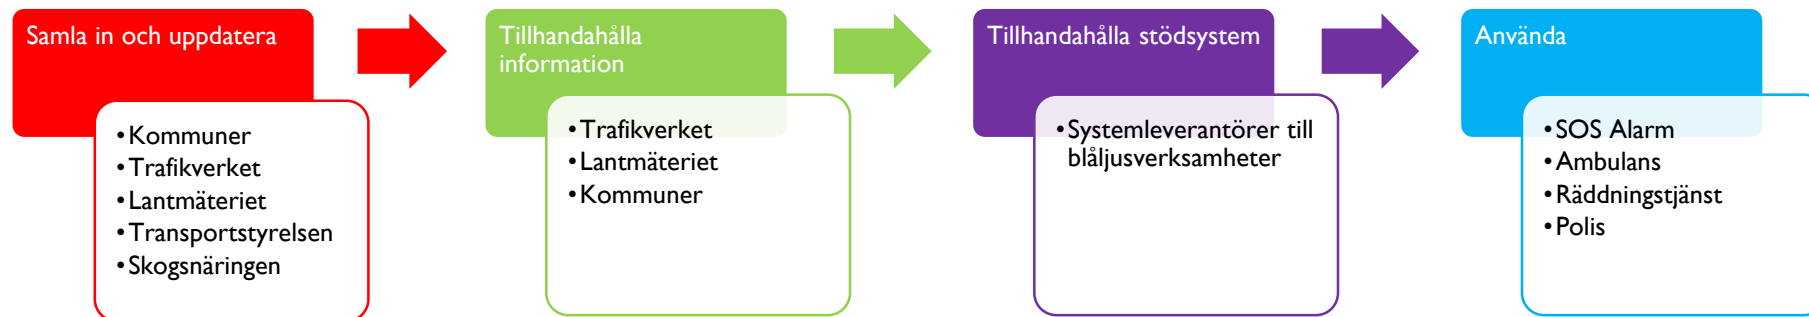 Samla in och uppdatera
•Kommuner
•Trafikverket
•Lantmäteriet
•Transportstyrelsen
•Skogsnäringen
Tillhandahålla
information
•Trafikverket
•Lantmäteriet
•Kommuner
Tillhandahålla stödsystem
•Systemleverantörer till
blåljusverksamheter
Använda
•SOS Alarm
•Ambulans
•Räddningstjänst
•Polis